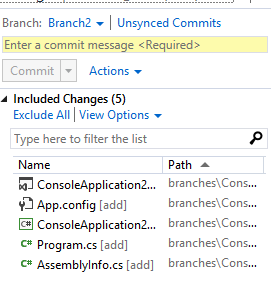 Branch: Branch2 Unsynced Commits
Enter a commit message <Required>
Commit Actions
Included Changes (5)
Exclude All View Options
Type here to filter the list
Name Path
ConsoleApplication2... branches\Cons...
App.config [add] branches\Cons...
ConsoleApplication2... branches\Cons...
Program.cs [add] branches\Cons...
AssemblyInfo.cs [add] branches\Cons...